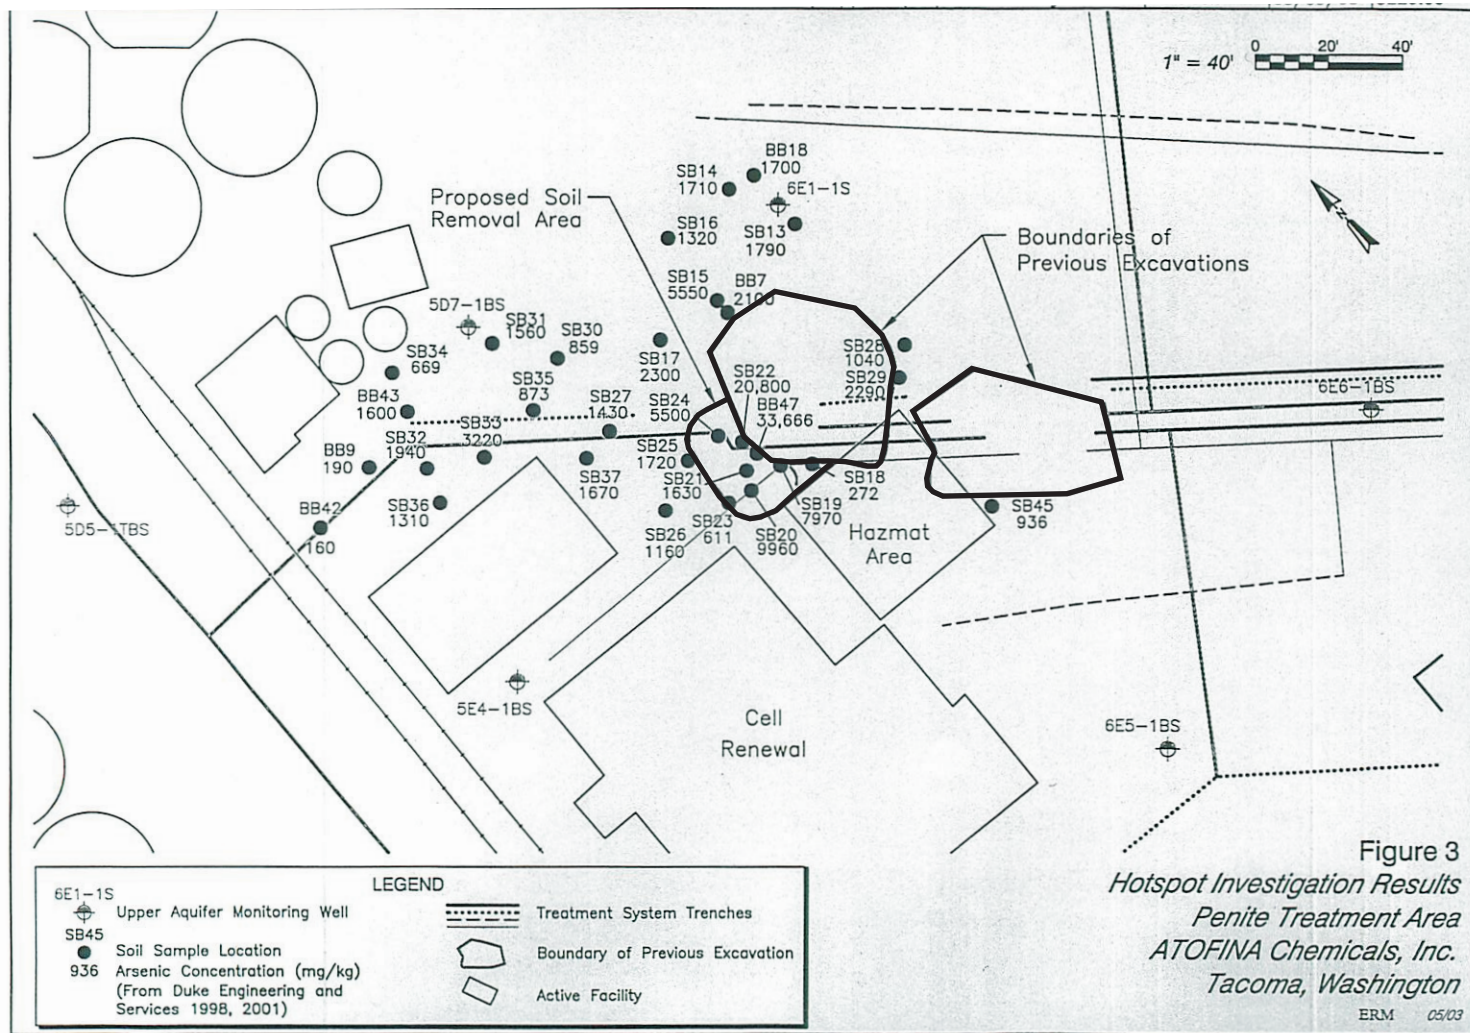 0 20' 40'
1" = 40'
BB18
1700
SB14
1710
6E1-1S
SB13
1790
SB16
1320
Proposed Soil
Removal Area
Boundaries of
Previous Excavations
SB15
5550
BB7
2100
5D7-1BS
SB31
1560
SB30
859
SB34
669
SB17
2300
SB28
1040
SB29
2290
SB22
20,800
BB47
33,666
SB24
5500
SB35
873
SB27
1430
BB43
1600
6E6-1BS
SB33
3220
SB32
1940
BB9
190
SB25
1720
SB21
1630
SB37
1670
SB18
272
SB36
1310
SB19
7970
SB45
936
5D5-1TBS
BB42
160
SB26
1160
SB23
611
SB20
9960
Hazmat
Area
5E4-1BS
Cell
Renewal
6E5-1BS
LEGEND
6E1-1S
Upper Aquifer Monitoring Well
SB45
Soil Sample Location
936 Arsenic Concentration (mg/kg)
(From Duke Engineering and
Services 1998, 2001)
Treatment System Trenches
Boundary of Previous Excavation
Active Facility
Figure 3
Hotspot Investigation Results
Penite Treatment Area
ATOFINA Chemicals, Inc.
Tacoma, Washington
ERM 05/03